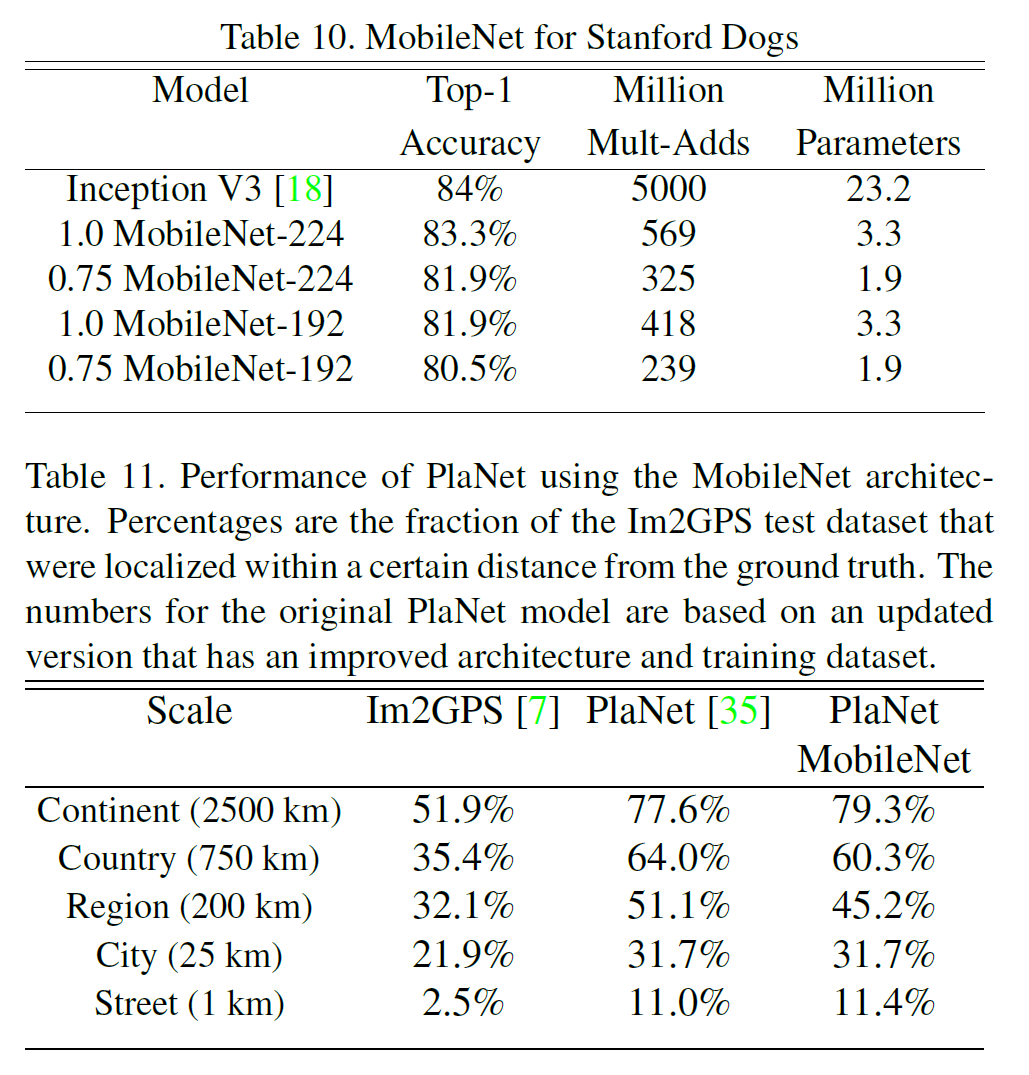 Table 10. MobileNet for Stanford Dogs
Model Top-1 Million Million
Accuracy Mult-Adds Parameters
Inception V3 [18] 84% 5000 23.2
1.0 MobileNet-224 83.3% 569 3.3
0.75 MobileNet-224 81.9% 325 1.9
1.0 MobileNet-192 81.9% 418 3.3
0.75 MobileNet-192 80.5% 239 1.9
Table 11. Performance of PlaNet using the MobileNet architec-
ture. Percentages are the fraction of the Im2GPS test dataset that
were localized within a certain distance from the ground truth. The
numbers for the original PlaNet model are based on an updated
version that has an improved architecture and training dataset.
Scale Im2GPS [7] PlaNet [35] PlaNet
MobileNet
Continent (2500 km) 51.9% 77.6% 79.3%
Country (750 km) 35.4% 64.0% 60.3%
Region (200 km) 32.1% 51.1% 45.2%
City (25 km) 21.9% 31.7% 31.7%
Street (1 km) 2.5% 11.0% 11.4%